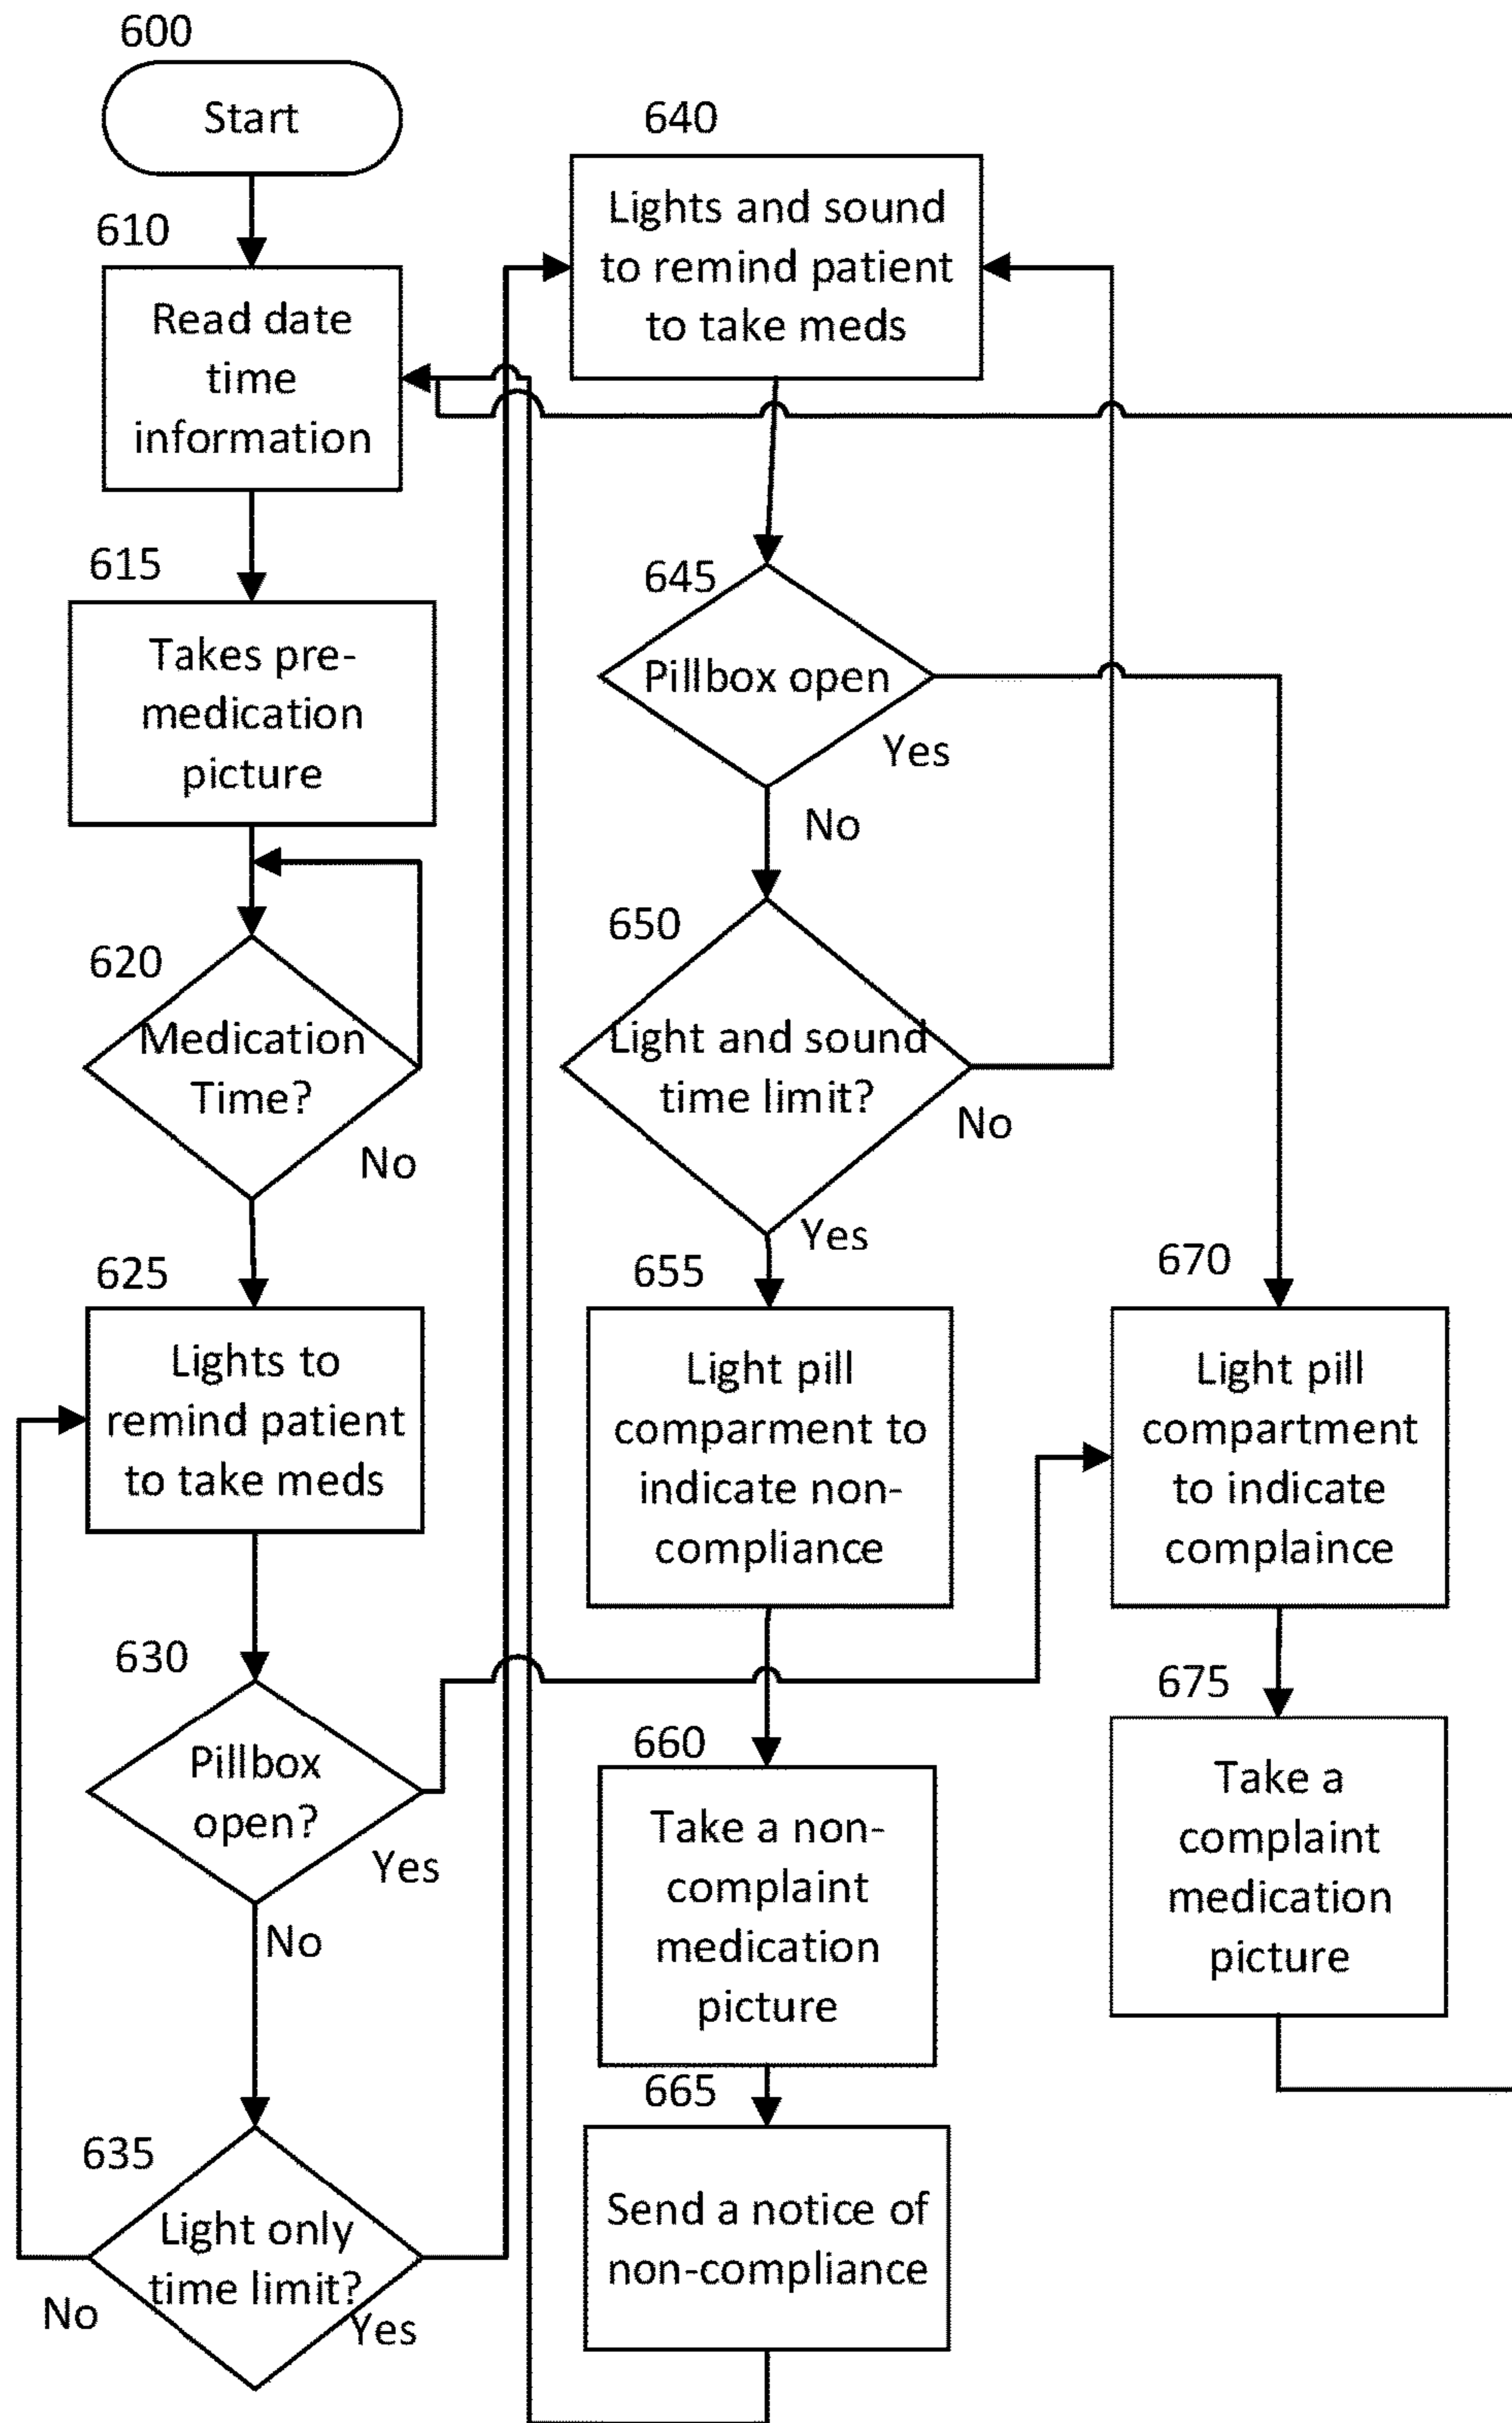 600
Start
610
Read date
time
information
615
Takes pre-
medication
picture
620
Medication
Time?
No
625
Lights to
remind patient
to take meds
630
Pillbox
open?
Yes
No
635
Light only
time limit?
No
Yes
640
Lights and sound
to remind patient
to take meds
645
Pillbox open
Yes
No
650
Light and sound
time limit?
No
Yes
655
Light pill
comparment to
indicate non-
compliance
660
Take a non-
complaint
medication
picture
665
Send a notice of
non-compliance
670
Light pill
compartment
to indicate
complaince
675
Take a
complaint
medication
picture